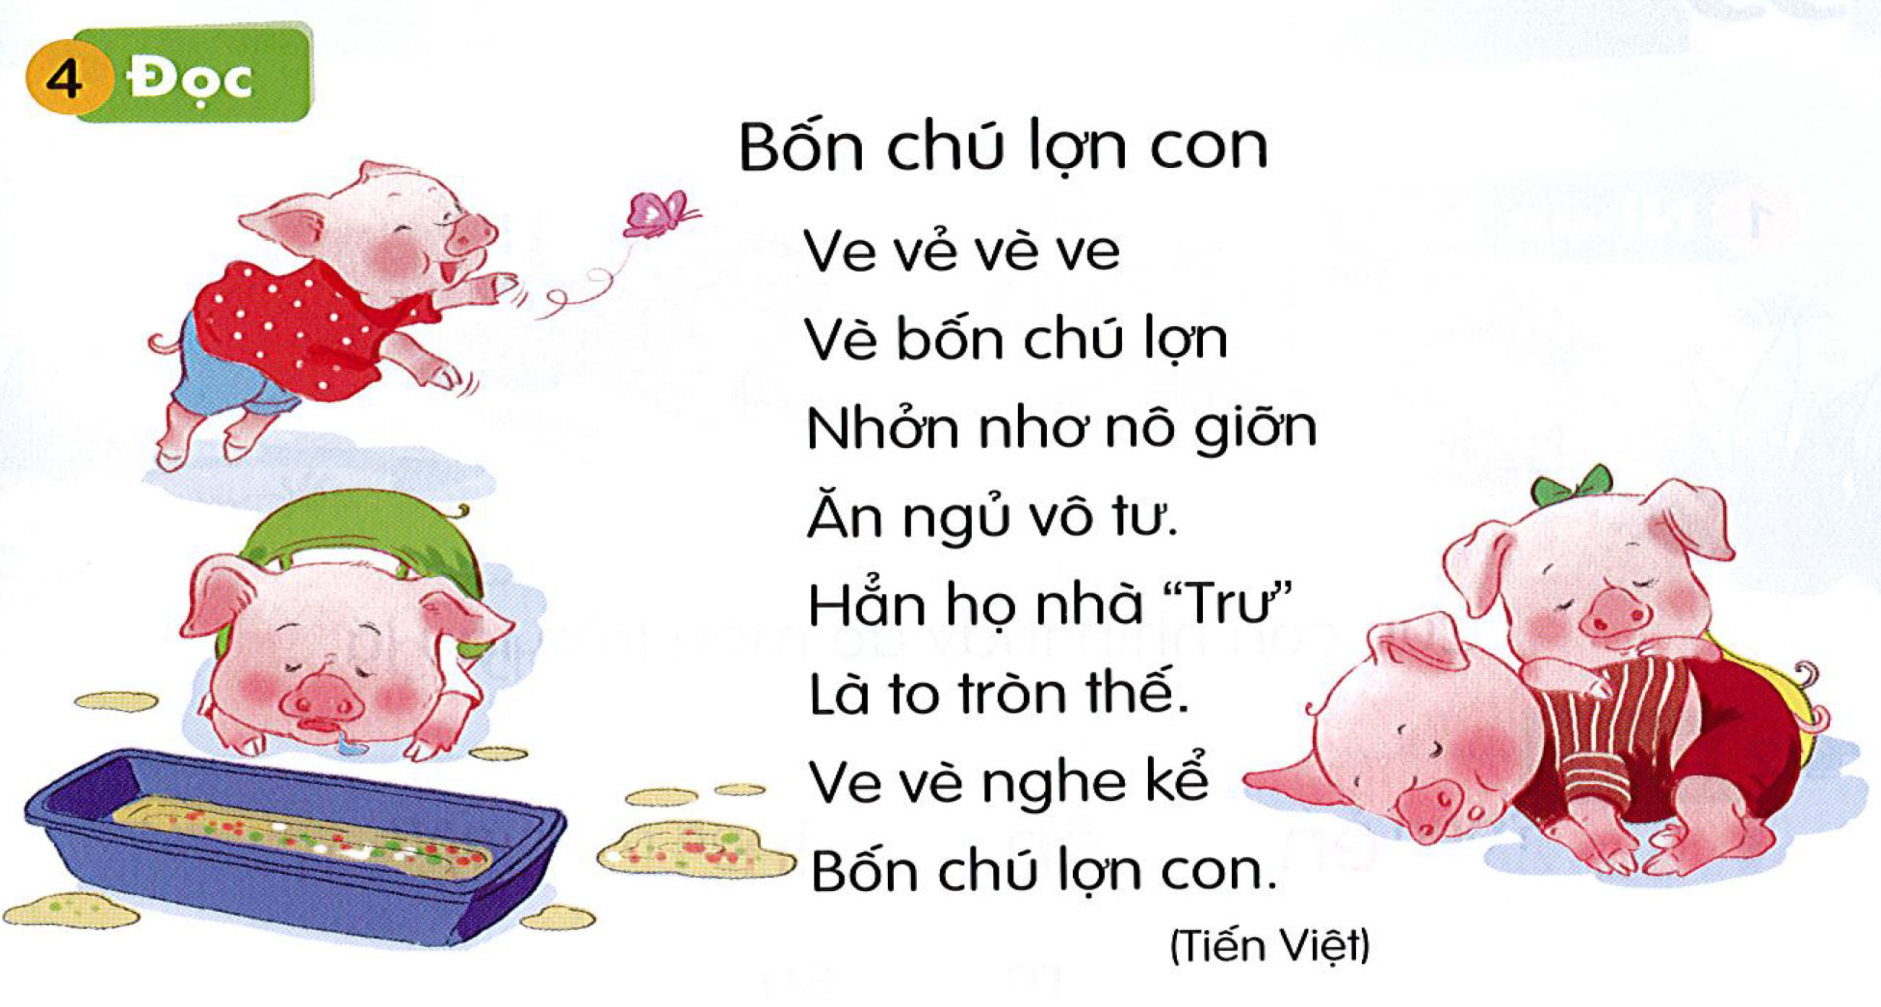 4 Đọc
Bốn chú lợn con
Ve vẻ vè ve
Vè bốn chú lợn
Nhởn nhơ nô giỡn
Ăn ngủ vô tư.
Hẳn họ nhà “Trư”
Là to tròn thế.
Ve vè nghe kể
Bốn chú lợn con.
(Tiến Việt)